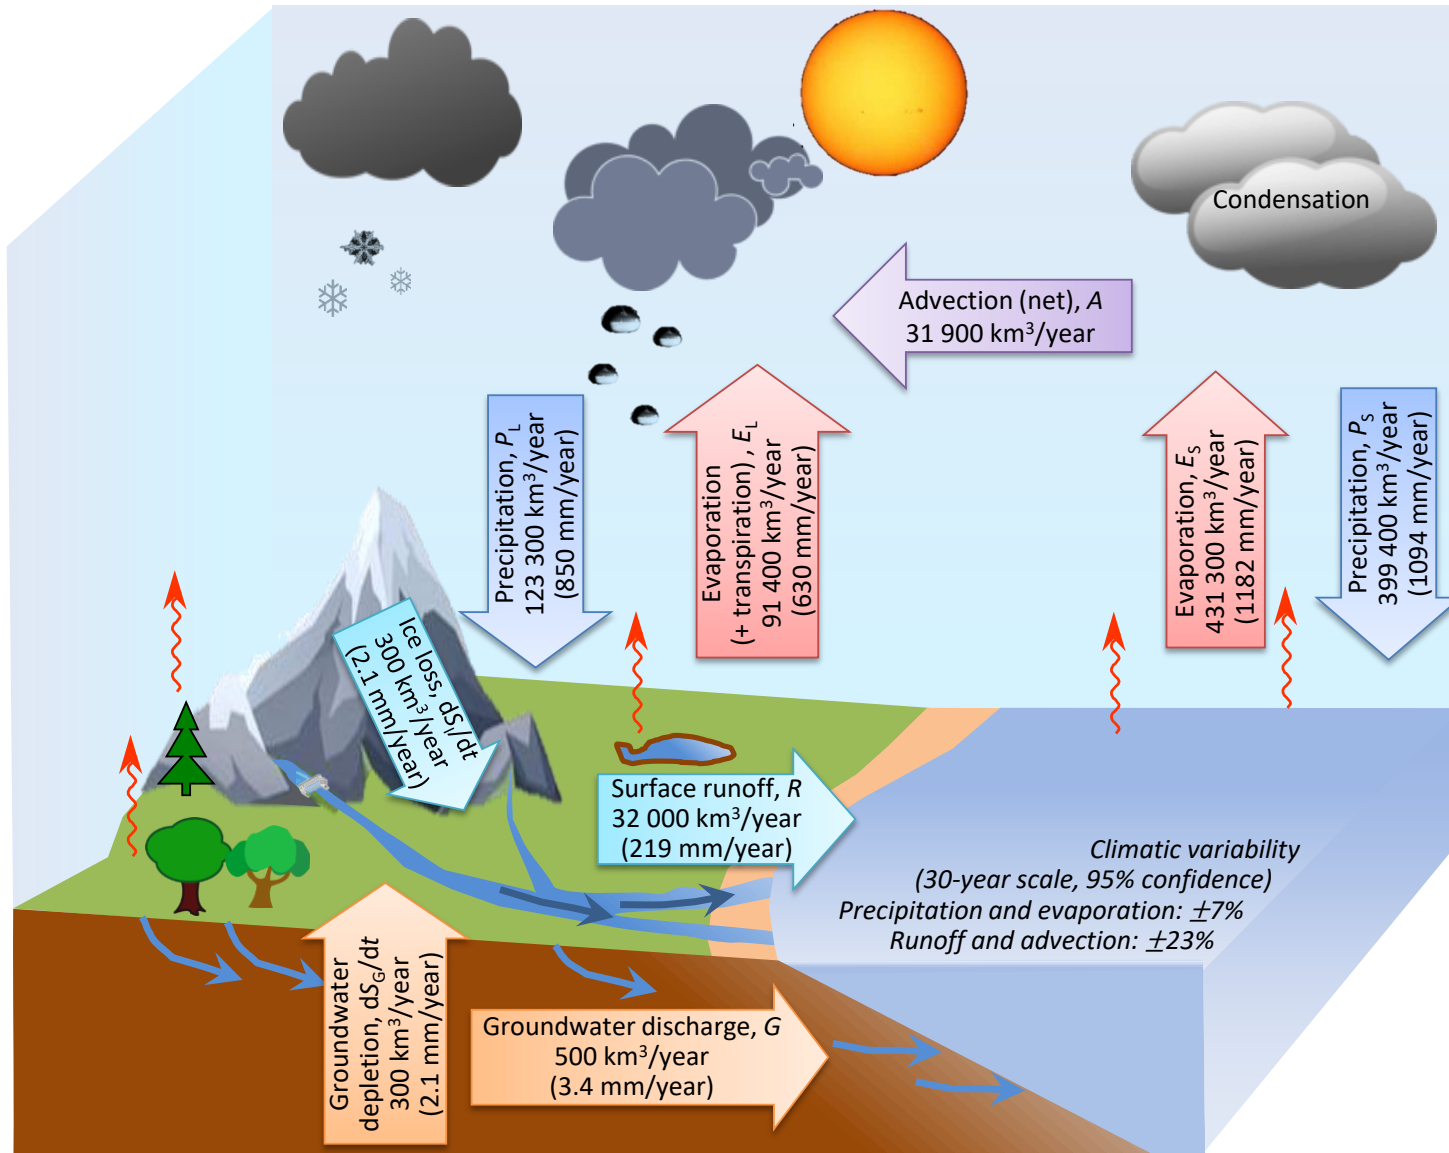 Condensation
Advection (net), A
31 900 km³/year
Precipitation, P_L
123 300 km³/year
(850 mm/year)
Evaporation
(+ transpiration) , E_L
91 400 km³/year
(630 mm/year)
Evaporation, E_S
431 300 km³/year
(1182 mm/year)
Precipitation, P_S
399 400 km³/year
(1094 mm/year)
Ice loss, dS_I/dt
300 km³/year
(2.1 mm/year)
Surface runoff, R
32 000 km³/year
(219 mm/year)
Climatic variability
(30-year scale, 95% confidence)
Precipitation and evaporation: ±7%
Runoff and advection: ±23%
Groundwater
depletion, dS_G/dt
300 km³/year
(2.1 mm/year)
Groundwater discharge, G
500 km³/year
(3.4 mm/year)